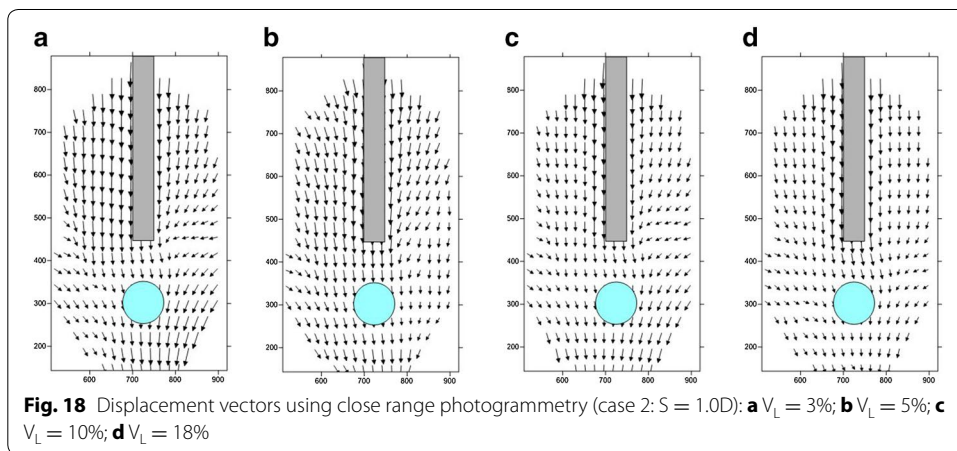 a b c d
800 800 800 800
700 700 700 700
600 600 600 600
500 500 500 500
400 400 400 400
300 300 300 300
200 200 200 200
600 700 800 900 600 700 800 900 600 700 800 900 600 700 800 900
Fig. 18 Displacement vectors using close range photogrammetry (case 2: S = 1.0D): a V_L = 3%; b V_L = 5%; c
V_L = 10%; d V_L = 18%